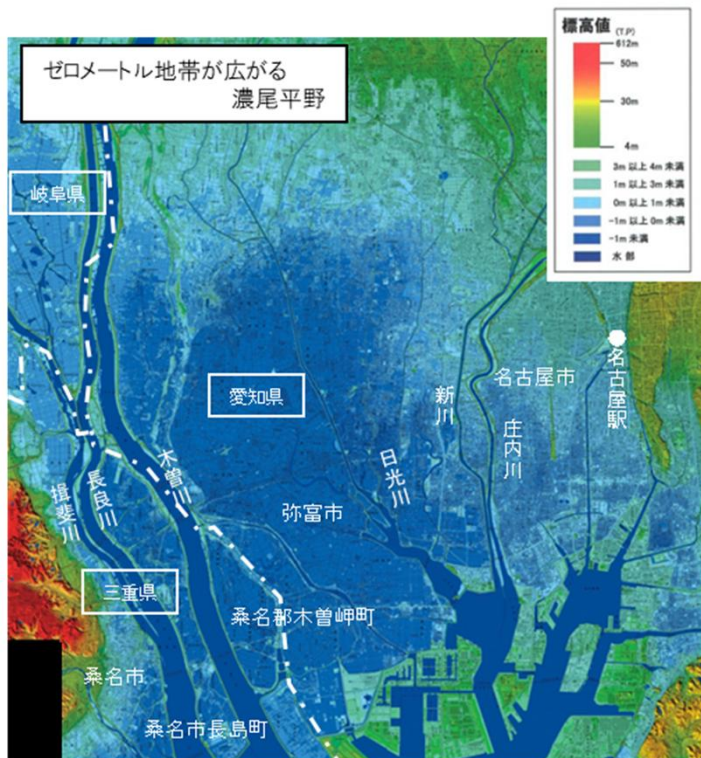 ゼロメートル地帯が広がる
濃尾平野
標高値 (T.P)
612m
50m
30m
4m
3m 以上 4m 未満
1m 以上 3m 未満
0m 以上 1m 未満
-1m 以上 0m 未満
-1m 未満
水部
岐阜県
愛知県
三重県
名古屋市
名古屋駅
新川
庄内川
日光川
木曽川
長良川
揖斐川
弥富市
桑名郡木曽岬町
桑名市
桑名市長島町